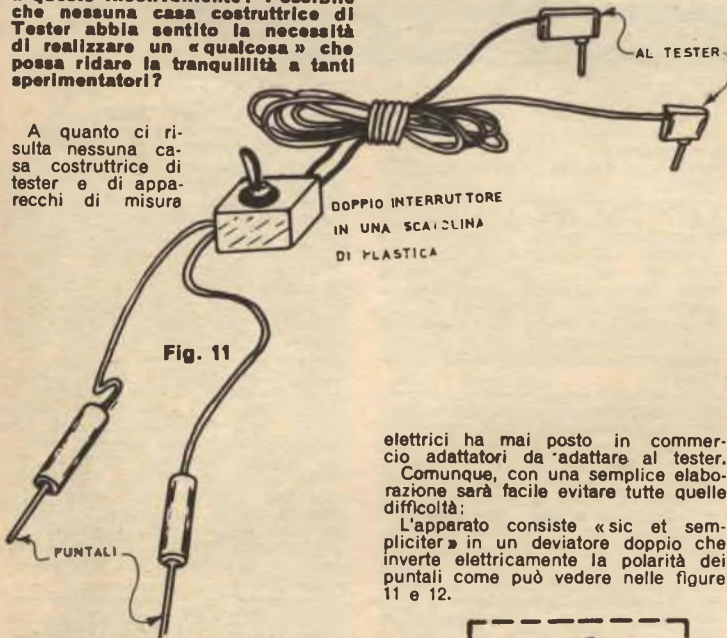 che nessuna casa costruttrice di
Tester abbia sentito la necessità
di realizzare un « qualcosa » che
possa ridare la tranquillità a tanti
sperimentatori?
A quanto ci ri-
sulta nessuna ca-
sa costruttrice di
tester e di appa-
recchi di misura
AL TESTER
DOPPIO INTERRUTTORE
IN UNA SCATOLINA
DI PLASTICA
Fig. 11
PUNTALI
elettrici ha mai posto in commer-
cio adattatori da adattare al tester.
Comunque, con una semplice elabo-
razione sarà facile evitare tutte quelle
difficoltà:
L'apparato consiste « sic et sem-
pliciter » in un deviatore doppio che
inverte elettricamente la polarità dei
puntali come può vedere nelle figure
11 e 12.